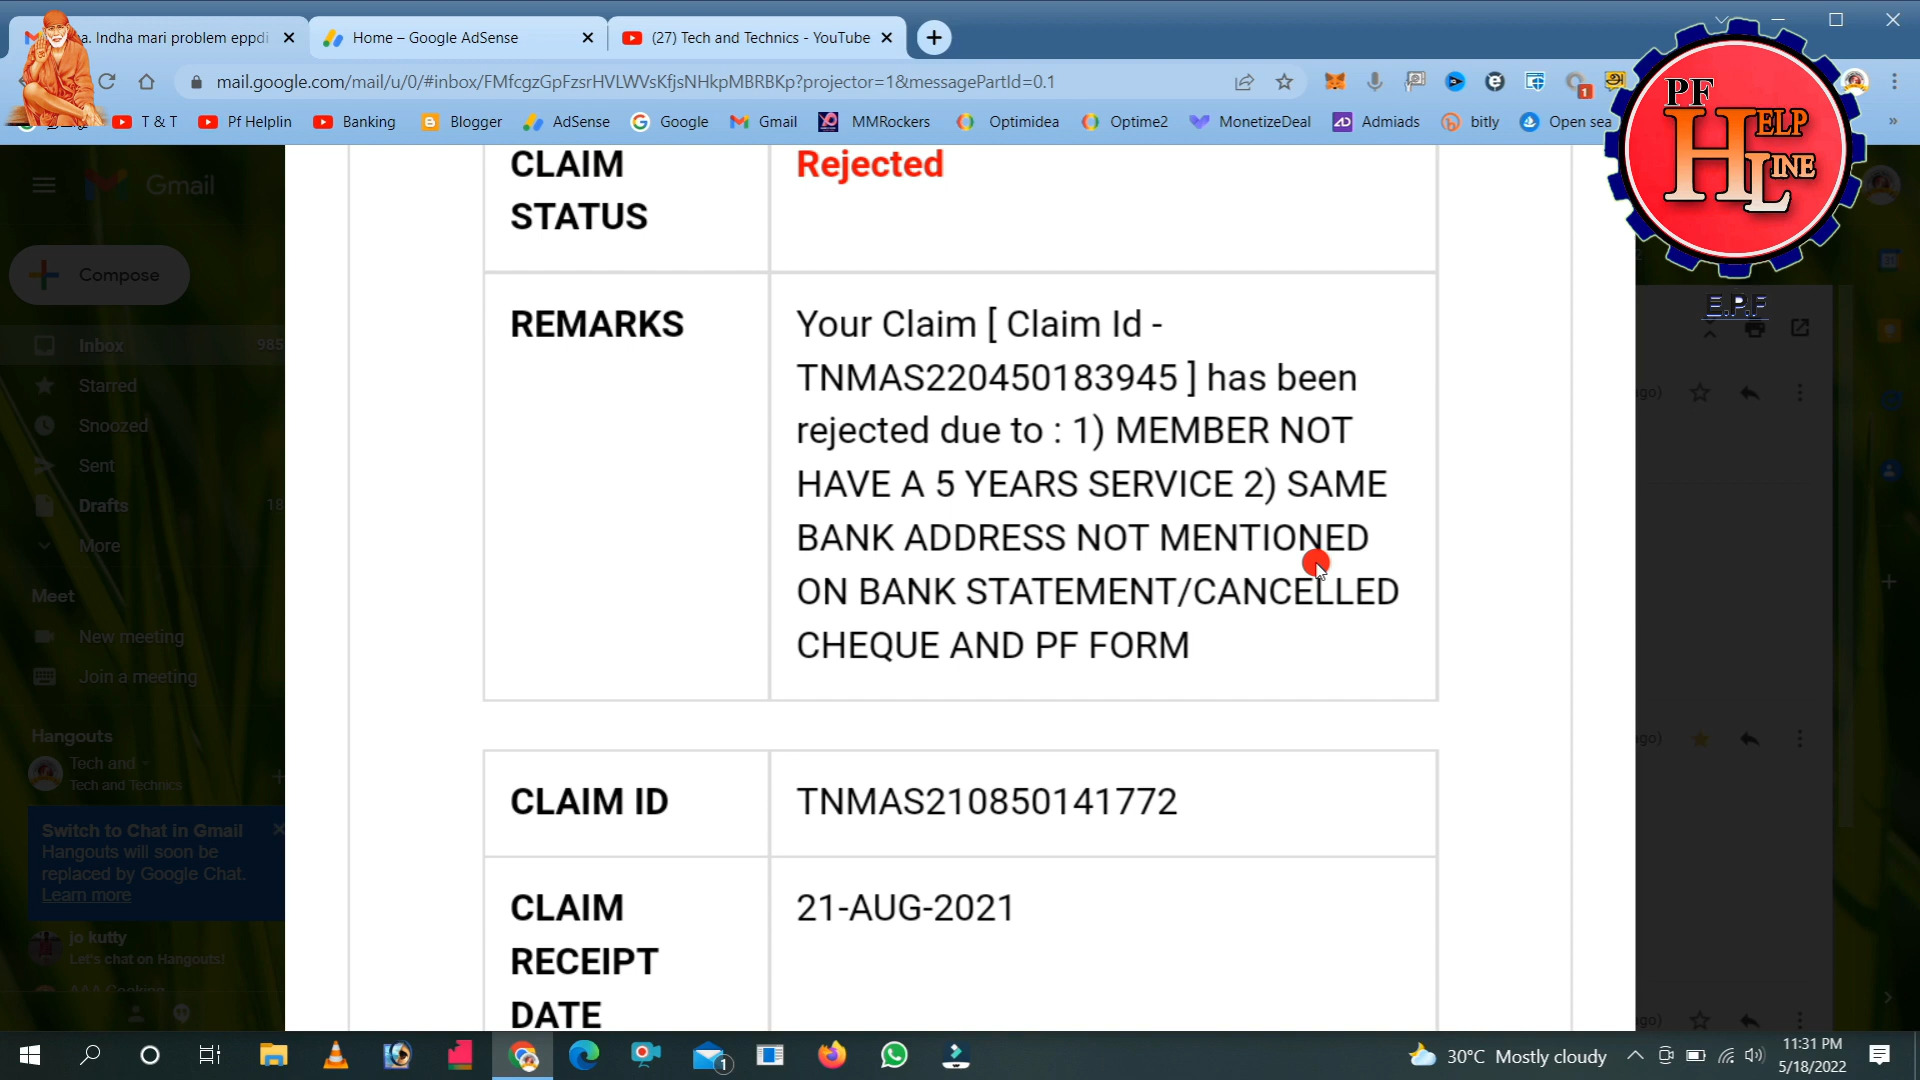 a. Indha mari problem eppdi
Home – Google AdSense
(27) Tech and Technics - YouTube
mail.google.com/mail/u/0/#inbox/FMfcgzGpFzsrHVLWVsKfjsNHkpMBRBKp?projector=1&messagePartId=0.1
T & T
Pf Helplin
Banking
Blogger
AdSense
Google
Gmail
MMRockers
Optimidea
Optime2
MonetizeDeal
Admiads
bitly
Open sea
PF
HELP
LINE
E.P.F
Gmail
Compose
Inbox 985
Starred
Snoozed
Sent
Drafts 18
More
Meet
New meeting
Join a meeting
Hangouts
Tech and
Tech and Technics
Switch to Chat in Gmail
Hangouts will soon be
replaced by Google Chat.
Learn more
jo kutty
Let's chat on Hangouts!
AAA Cooking
CLAIM
STATUS
Rejected
REMARKS
Your Claim [ Claim Id -
TNMAS220450183945 ] has been
rejected due to : 1) MEMBER NOT
HAVE A 5 YEARS SERVICE 2) SAME
BANK ADDRESS NOT MENTIONED
ON BANK STATEMENT/CANCELLED
CHEQUE AND PF FORM
CLAIM ID
TNMAS210850141772
CLAIM
RECEIPT
DATE
21-AUG-2021
ago)
ago)
ago)
30°C Mostly cloudy
11:31 PM
5/18/2022